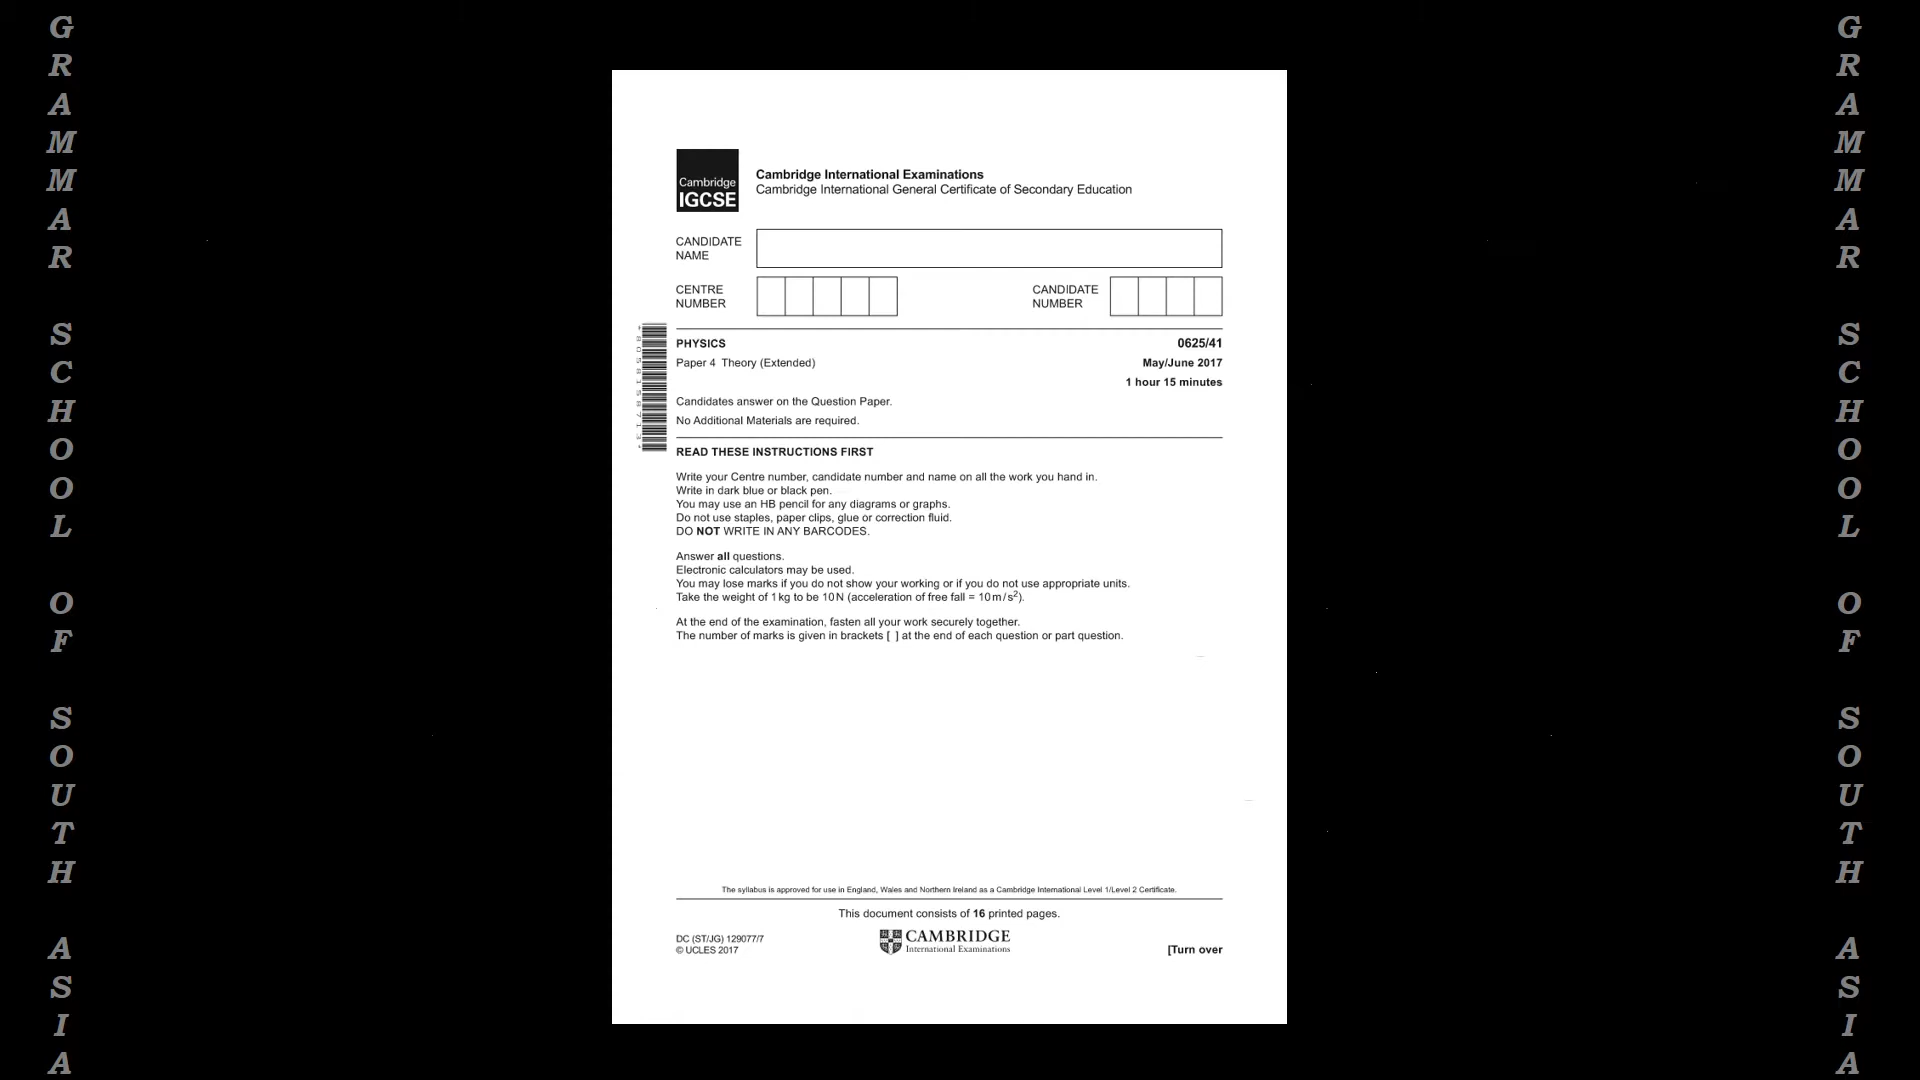 GRAMMAR SCHOOL OF SOUTH ASIA
Cambridge
IGCSE
Cambridge International Examinations
Cambridge International General Certificate of Secondary Education
CANDIDATE
NAME
CENTRE
NUMBER
CANDIDATE
NUMBER
PHYSICS 0625/41
Paper 4 Theory (Extended) May/June 2017
1 hour 15 minutes
Candidates answer on the Question Paper.
No Additional Materials are required.
READ THESE INSTRUCTIONS FIRST
Write your Centre number, candidate number and name on all the work you hand in.
Write in dark blue or black pen.
You may use an HB pencil for any diagrams or graphs.
Do not use staples, paper clips, glue or correction fluid.
DO NOT WRITE IN ANY BARCODES.
Answer all questions.
Electronic calculators may be used.
You may lose marks if you do not show your working or if you do not use appropriate units.
Take the weight of 1 kg to be 10 N (acceleration of free fall = 10 m/s²).
At the end of the examination, fasten all your work securely together.
The number of marks is given in brackets [ ] at the end of each question or part question.
The syllabus is approved for use in England, Wales and Northern Ireland as a Cambridge International Level 1/Level 2 Certificate.
This document consists of 16 printed pages.
DC (ST/JG) 129077/7
© UCLES 2017
CAMBRIDGE
International Examinations
[Turn over
GRAMMAR SCHOOL OF SOUTH ASIA